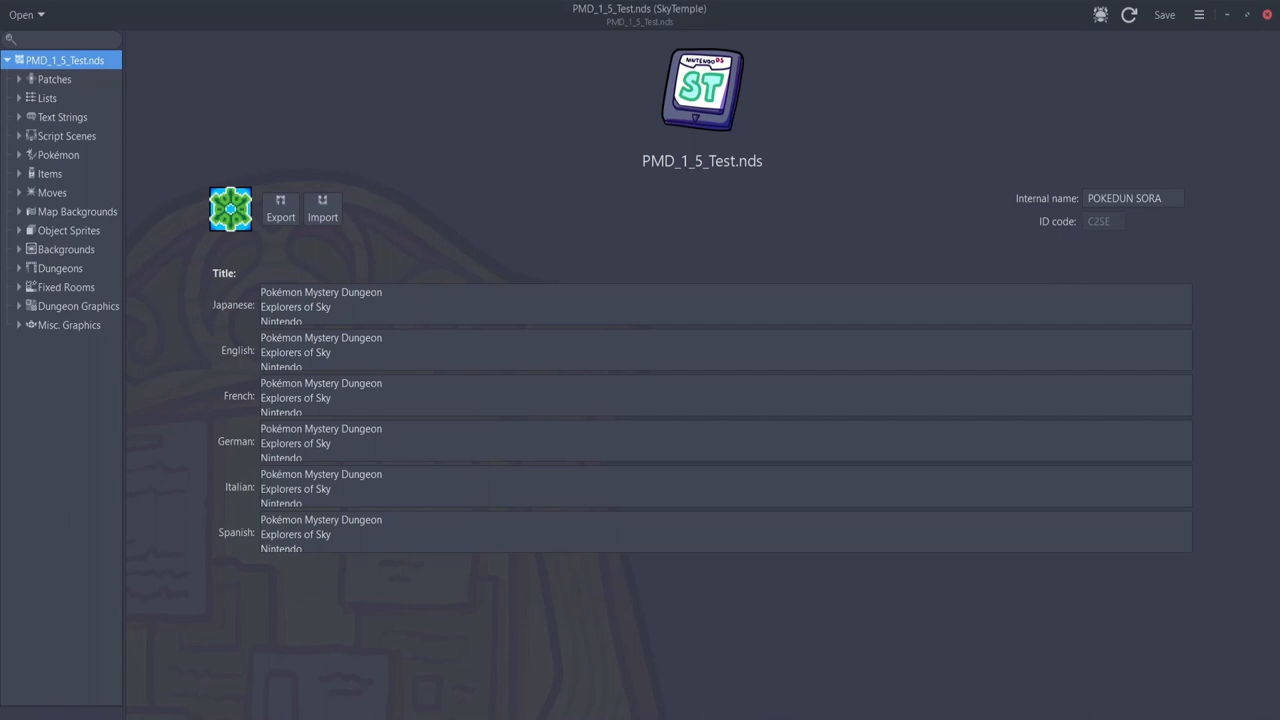 Open
PMD_1_5_Test.nds (SkyTemple)
PMD_1_5_Test.nds
Save
PMD_1_5_Test.nds
Patches
Lists
Text Strings
Script Scenes
Pokémon
Items
Moves
Map Backgrounds
Object Sprites
Backgrounds
Dungeons
Fixed Rooms
Dungeon Graphics
Misc. Graphics
NINTENDO DS
ST
PMD_1_5_Test.nds
Export
Import
Internal name: POKEDUN SORA
ID code: C2SE
Title:
Japanese:
Pokémon Mystery Dungeon
Explorers of Sky
Nintendo
English:
Pokémon Mystery Dungeon
Explorers of Sky
Nintendo
French:
Pokémon Mystery Dungeon
Explorers of Sky
Nintendo
German:
Pokémon Mystery Dungeon
Explorers of Sky
Nintendo
Italian:
Pokémon Mystery Dungeon
Explorers of Sky
Nintendo
Spanish:
Pokémon Mystery Dungeon
Explorers of Sky
Nintendo